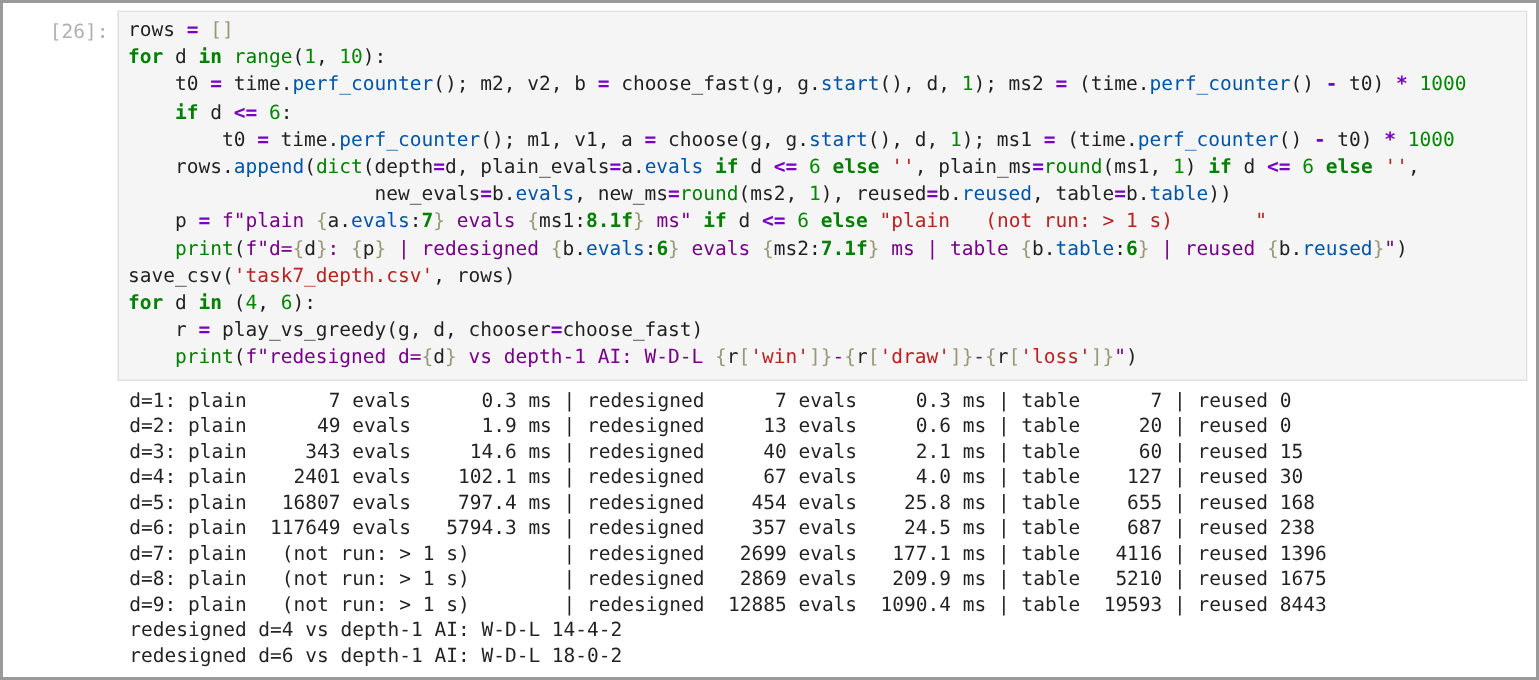 [26]:
rows = []
for d in range(1, 10):
    t0 = time.perf_counter(); m2, v2, b = choose_fast(g, g.start(), d, 1); ms2 = (time.perf_counter() - t0) * 1000
    if d <= 6:
        t0 = time.perf_counter(); m1, v1, a = choose(g, g.start(), d, 1); ms1 = (time.perf_counter() - t0) * 1000
    rows.append(dict(depth=d, plain_evals=a.evals if d <= 6 else '', plain_ms=round(ms1, 1) if d <= 6 else '',
                     new_evals=b.evals, new_ms=round(ms2, 1), reused=b.reused, table=b.table))
    p = f"plain {a.evals:7} evals {ms1:8.1f} ms" if d <= 6 else "plain   (not run: > 1 s)       "
    print(f"d={d}: {p} | redesigned {b.evals:6} evals {ms2:7.1f} ms | table {b.table:6} | reused {b.reused}")
save_csv('task7_depth.csv', rows)
for d in (4, 6):
    r = play_vs_greedy(g, d, chooser=choose_fast)
    print(f"redesigned d={d} vs depth-1 AI: W-D-L {r['win']}-{r['draw']}-{r['loss']}")
d=1: plain       7 evals      0.3 ms | redesigned      7 evals     0.3 ms | table      7 | reused 0
d=2: plain      49 evals      1.9 ms | redesigned     13 evals     0.6 ms | table     20 | reused 0
d=3: plain     343 evals     14.6 ms | redesigned     40 evals     2.1 ms | table     60 | reused 15
d=4: plain    2401 evals    102.1 ms | redesigned     67 evals     4.0 ms | table    127 | reused 30
d=5: plain   16807 evals    797.4 ms | redesigned    454 evals    25.8 ms | table    655 | reused 168
d=6: plain  117649 evals   5794.3 ms | redesigned    357 evals    24.5 ms | table    687 | reused 238
d=7: plain   (not run: > 1 s)        | redesigned   2699 evals   177.1 ms | table   4116 | reused 1396
d=8: plain   (not run: > 1 s)        | redesigned   2869 evals   209.9 ms | table   5210 | reused 1675
d=9: plain   (not run: > 1 s)        | redesigned  12885 evals  1090.4 ms | table  19593 | reused 8443
redesigned d=4 vs depth-1 AI: W-D-L 14-4-2
redesigned d=6 vs depth-1 AI: W-D-L 18-0-2